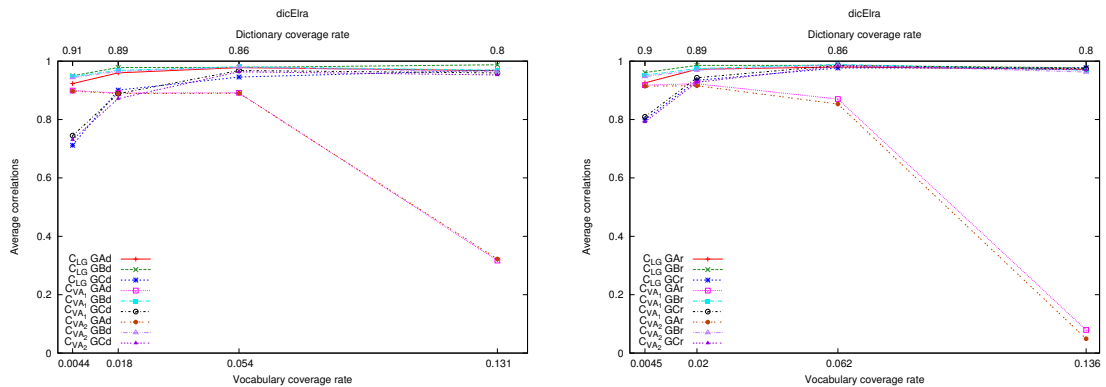 dicElra
Dictionary coverage rate
0.91 0.89 0.86 0.8
1
0.8
0.6
0.4
0.2
0
Average correlations
C_LG GAd
C_LG GBd
C_LG GCd
C_VA1 GAd
C_VA1 GBd
C_VA1 GCd
C_VA2 GAd
C_VA2 GBd
C_VA2 GCd
0.0044 0.018 0.054 0.131
Vocabulary coverage rate
dicElra
Dictionary coverage rate
0.9 0.89 0.86 0.8
1
0.8
0.6
0.4
0.2
0
Average correlations
C_LG GAr
C_LG GBr
C_LG GCr
C_VA1 GAr
C_VA1 GBr
C_VA1 GCr
C_VA2 GAr
C_VA2 GBr
C_VA2 GCr
0.0045 0.02 0.062 0.136
Vocabulary coverage rate